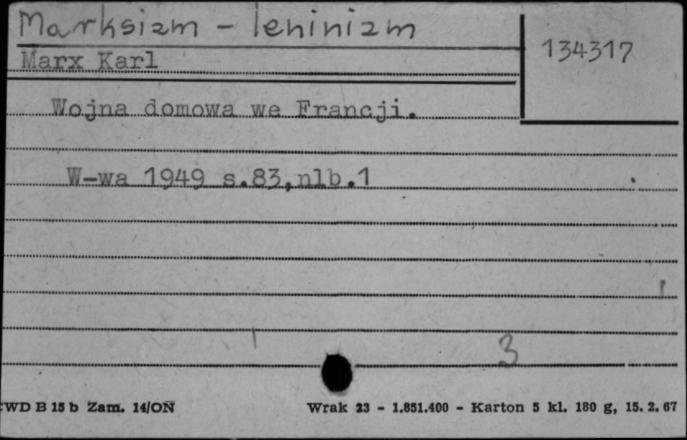 Marksizm - leninizm
134317
Marx Karl
Wojna domowa we Francji.
W-wa 1949 s.83,nlb.1
3
CWD B 15 b Zam. 14/ON Wrak 23 - 1.851.400 - Karton 5 kl. 180 g, 15. 2. 67